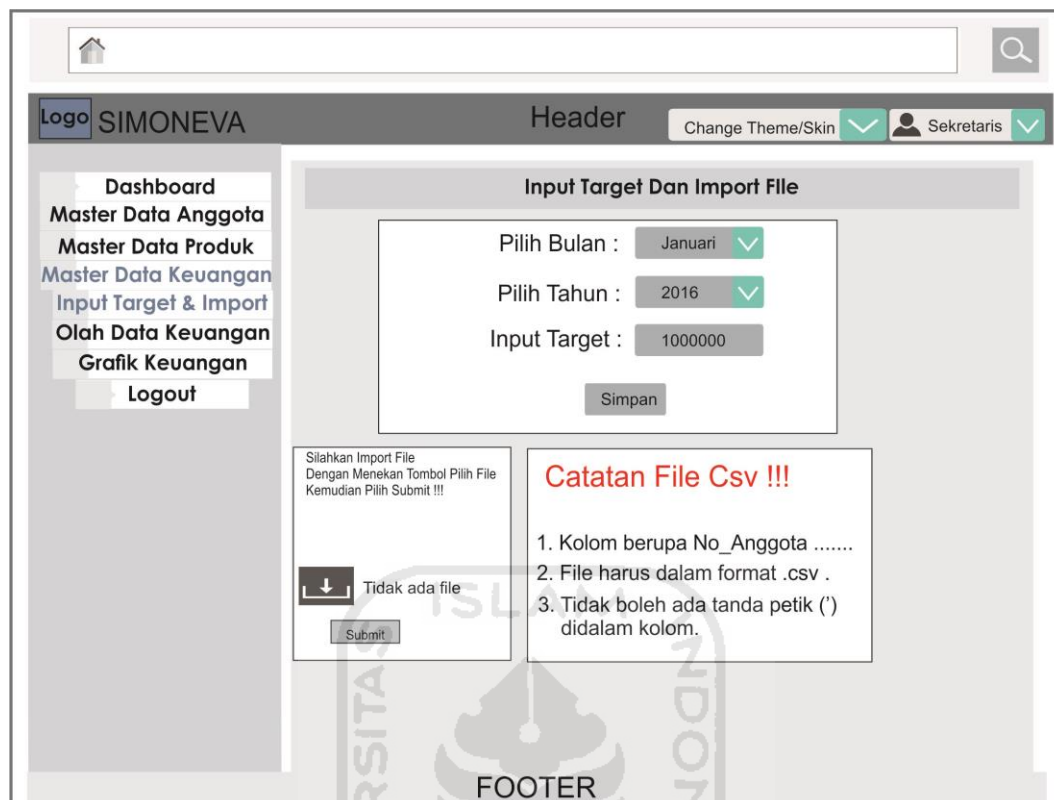 Logo SIMONEVA
Header
Change Theme/Skin
Sekretaris
Dashboard
Master Data Anggota
Master Data Produk
Master Data Keuangan
Input Target & Import
Olah Data Keuangan
Grafik Keuangan
Logout
Input Target Dan Import FIle
Pilih Bulan : Januari
Pilih Tahun : 2016
Input Target : 1000000
Simpan
Silahkan Import File
Dengan Menekan Tombol Pilih File
Kemudian Pilih Submit !!!
Tidak ada file
Submit
Catatan File Csv !!!
1. Kolom berupa No_Anggota .......
2. File harus dalam format .csv .
3. Tidak boleh ada tanda petik (’)
didalam kolom.
ISLAM
FOOTER